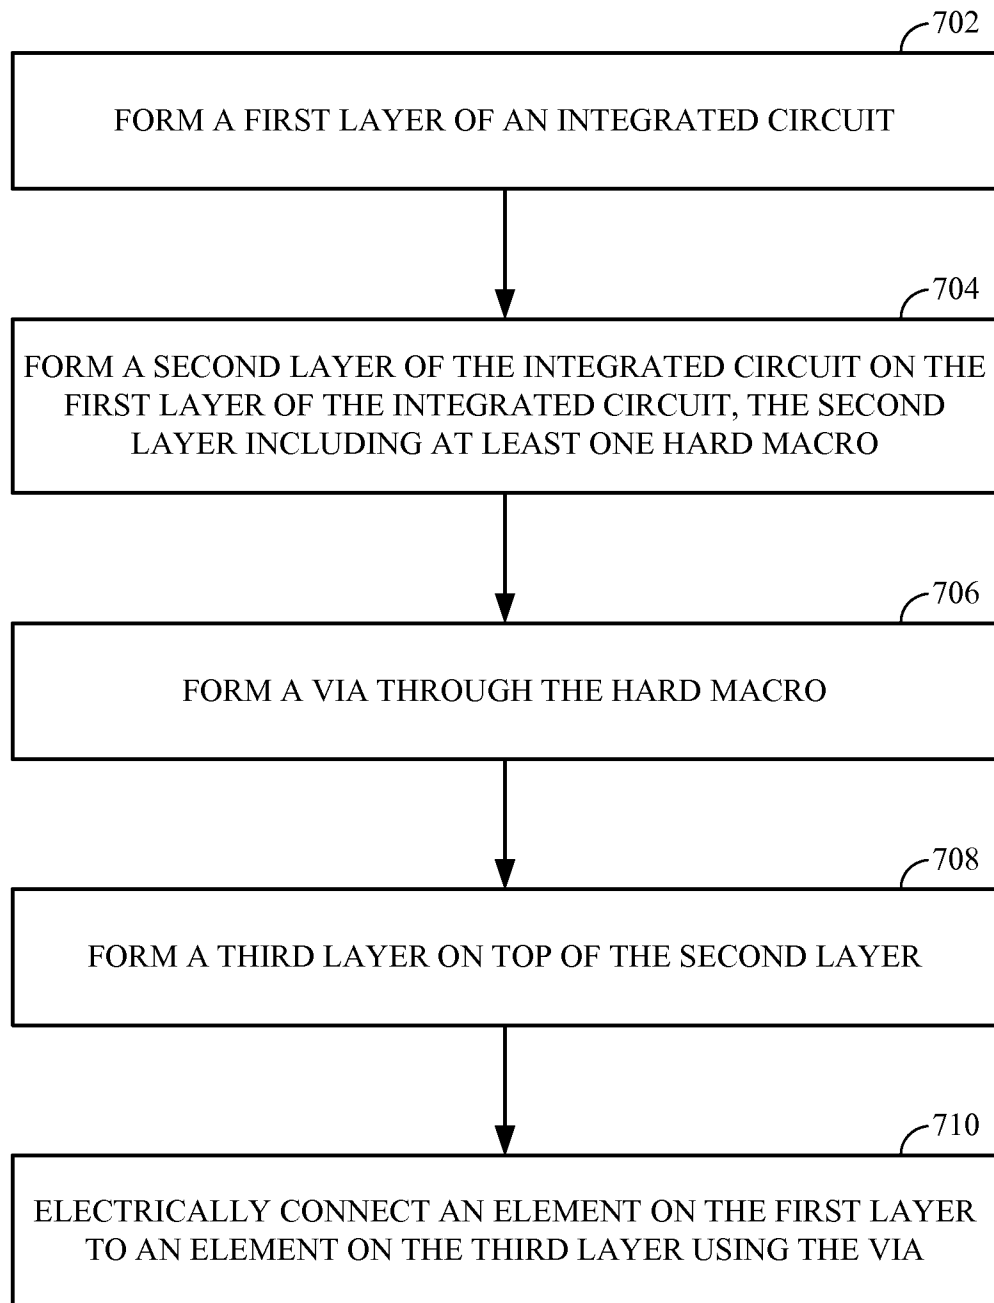 702
FORM A FIRST LAYER OF AN INTEGRATED CIRCUIT
704
FORM A SECOND LAYER OF THE INTEGRATED CIRCUIT ON THE
FIRST LAYER OF THE INTEGRATED CIRCUIT, THE SECOND
LAYER INCLUDING AT LEAST ONE HARD MACRO
706
FORM A VIA THROUGH THE HARD MACRO
708
FORM A THIRD LAYER ON TOP OF THE SECOND LAYER
710
ELECTRICALLY CONNECT AN ELEMENT ON THE FIRST LAYER
TO AN ELEMENT ON THE THIRD LAYER USING THE VIA